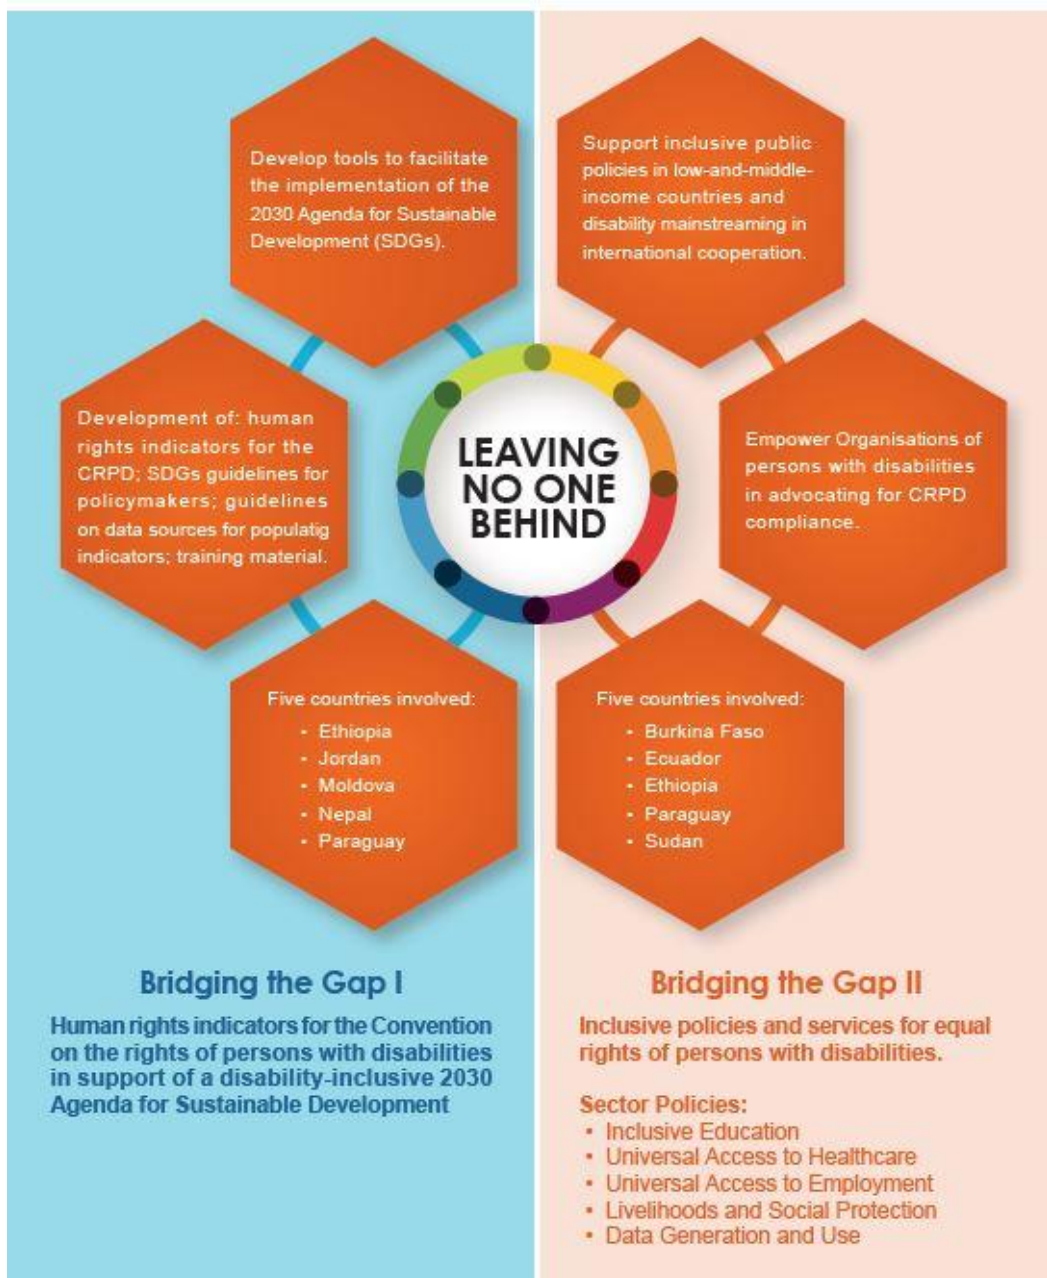 Develop tools to facilitate
the implementation of the
2030 Agenda for Sustainable
Development (SDGs).
Support inclusive public
policies in low-and-middle-
income countries and
disability mainstreaming in
international cooperation.
Development of: human
rights indicators for the
CRPD; SDGs guidelines for
policymakers; guidelines
on data sources for populatig
indicators; training material.
LEAVING
NO ONE
BEHIND
Empower Organisations of
persons with disabilities
in advocating for CRPD
compliance.
Five countries involved:
• Ethiopia
• Jordan
• Moldova
• Nepal
• Paraguay
Five countries involved:
• Burkina Faso
• Ecuador
• Ethiopia
• Paraguay
• Sudan
Bridging the Gap I
Human rights indicators for the Convention
on the rights of persons with disabilities
in support of a disability-inclusive 2030
Agenda for Sustainable Development
Bridging the Gap II
Inclusive policies and services for equal
rights of persons with disabilities.
Sector Policies:
• Inclusive Education
• Universal Access to Healthcare
• Universal Access to Employment
• Livelihoods and Social Protection
• Data Generation and Use